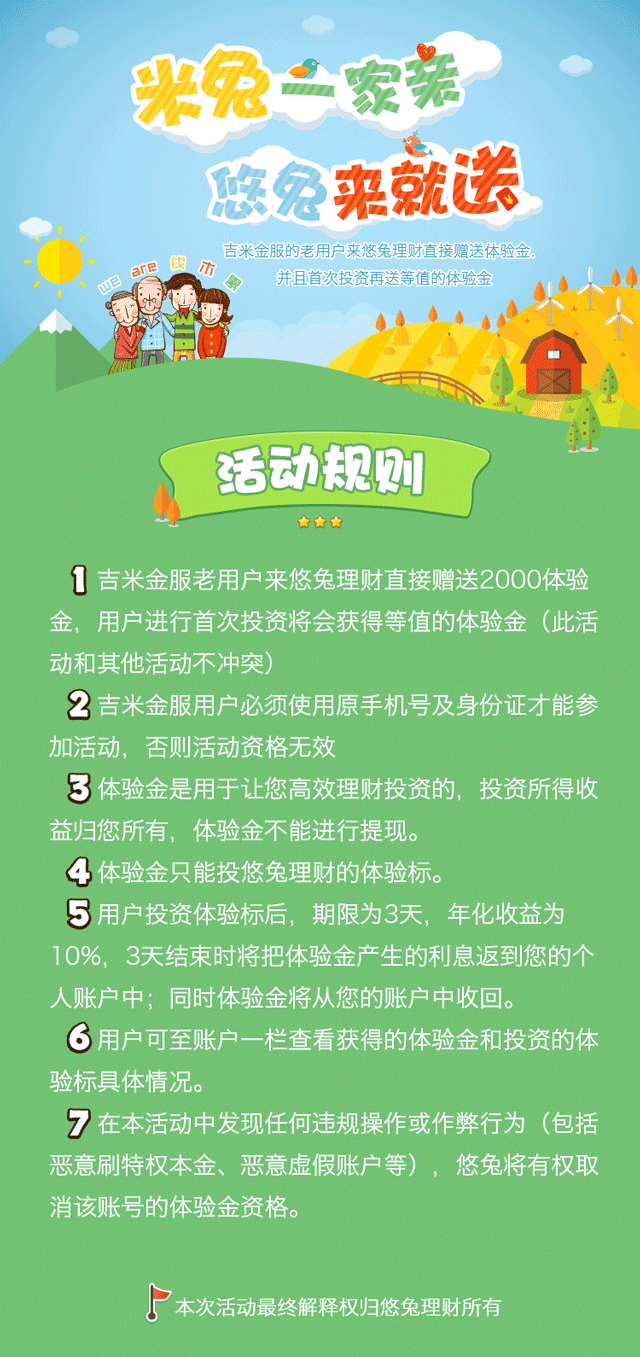 米兔一家亲
悠兔来就送
吉米金服的老用户来悠兔理财直接赠送体验金,
并且首次投资再送等值的体验金
we are 伐木累
活动规则
1 吉米金服老用户来悠兔理财直接赠送2000体验
金，用户进行首次投资将会获得等值的体验金（此活
动和其他活动不冲突）
2 吉米金服用户必须使用原手机号及身份证才能参
加活动，否则活动资格无效
3 体验金是用于让您高效理财投资的，投资所得收
益归您所有，体验金不能进行提现。
4 体验金只能投悠兔理财的体验标。
5 用户投资体验标后，期限为3天，年化收益为
10%，3天结束时将把体验金产生的利息返到您的个
人账户中；同时体验金将从您的账户中收回。
6 用户可至账户一栏查看获得的体验金和投资的体
验标具体情况。
7 在本活动中发现任何违规操作或作弊行为（包括
恶意刷特权本金、恶意虚假账户等），悠兔将有权取
消该账号的体验金资格。
本次活动最终解释权归悠兔理财所有